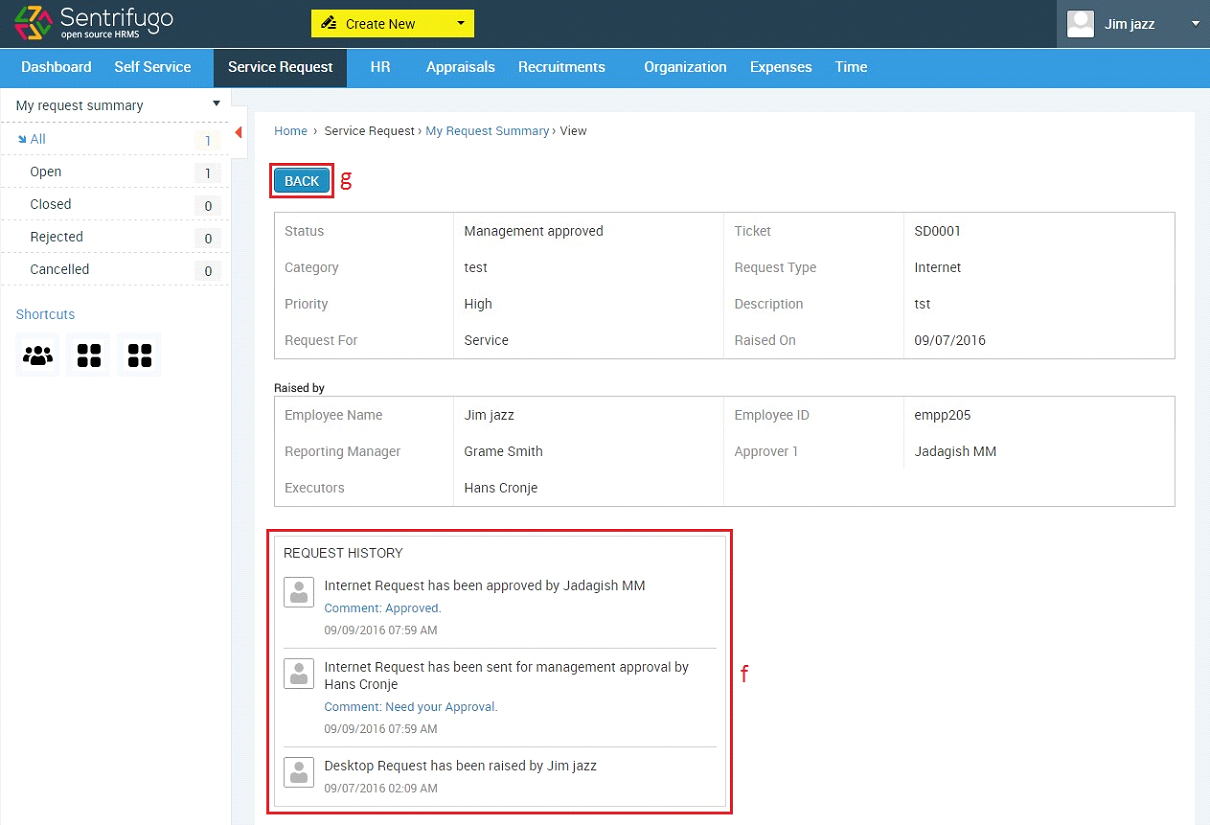 Sentrifugo
open source HRMS
Create New
Jim jazz
Dashboard Self Service Service Request HR Appraisals Recruitments Organization Expenses Time
My request summary
All 1
Open 1
Closed 0
Rejected 0
Cancelled 0
Shortcuts
Home › Service Request › My Request Summary › View
BACK g
Status Management approved Ticket SD0001
Category test Request Type Internet
Priority High Description tst
Request For Service Raised On 09/07/2016
Raised by
Employee Name Jim jazz Employee ID empp205
Reporting Manager Grame Smith Approver 1 Jadagish MM
Executors Hans Cronje
REQUEST HISTORY
Internet Request has been approved by Jadagish MM
Comment: Approved.
09/09/2016 07:59 AM
Internet Request has been sent for management approval by
Hans Cronje
Comment: Need your Approval.
09/09/2016 07:59 AM
f
Desktop Request has been raised by Jim jazz
09/07/2016 02:09 AM